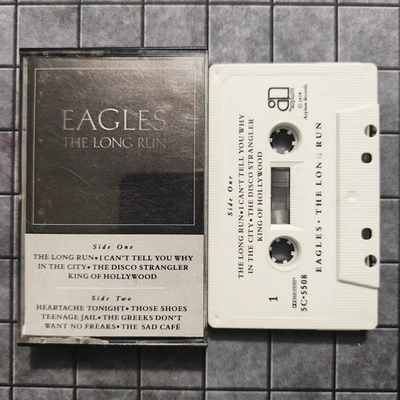 EAGLES
THE LONG RUN
Side One
THE LONG RUN • I CAN'T TELL YOU WHY
IN THE CITY • THE DISCO STRANGLER
KING OF HOLLYWOOD
Side Two
HEARTACHE TONIGHT • THOSE SHOES
TEENAGE JAIL • THE GREEKS DON'T
WANT NO FREAKS • THE SAD CAFÉ
Side One
THE LONG RUN • I CAN'T TELL YOU WHY
IN THE CITY • THE DISCO STRANGLER
KING OF HOLLYWOOD
EAGLES • THE LONG RUN
1
5C-5508